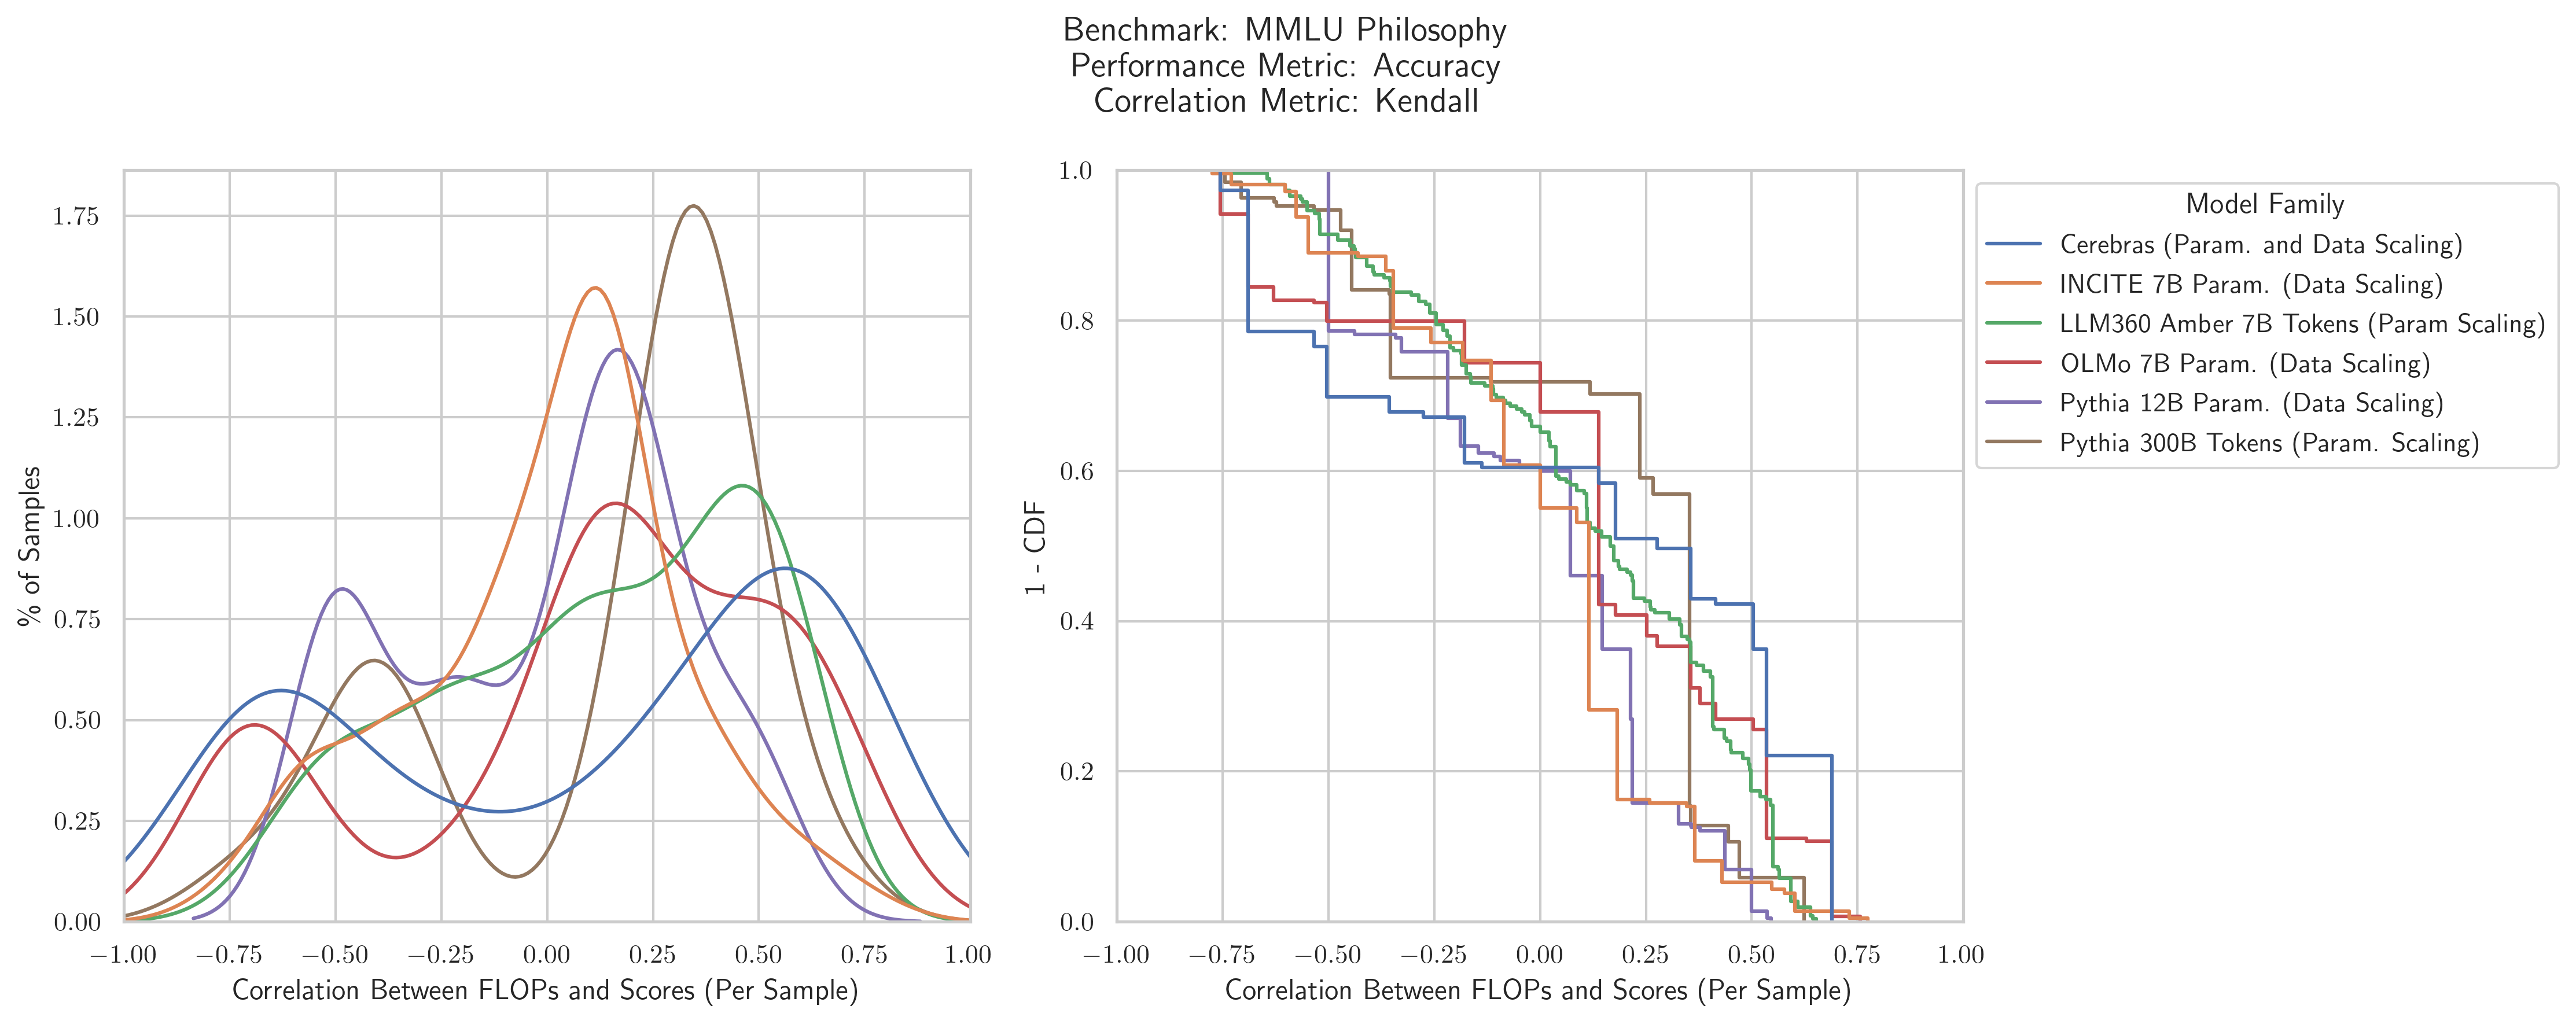 Benchmark: MMLU Philosophy
Performance Metric: Accuracy
Correlation Metric: Kendall
% of Samples
1.75
1.50
1.25
1.00
0.75
0.50
0.25
0.00
−1.00 −0.75 −0.50 −0.25 0.00 0.25 0.50 0.75 1.00
Correlation Between FLOPs and Scores (Per Sample)
1 - CDF
1.0
0.8
0.6
0.4
0.2
0.0
−1.00 −0.75 −0.50 −0.25 0.00 0.25 0.50 0.75 1.00
Correlation Between FLOPs and Scores (Per Sample)
Model Family
Cerebras (Param. and Data Scaling)
INCITE 7B Param. (Data Scaling)
LLM360 Amber 7B Tokens (Param Scaling)
OLMo 7B Param. (Data Scaling)
Pythia 12B Param. (Data Scaling)
Pythia 300B Tokens (Param. Scaling)